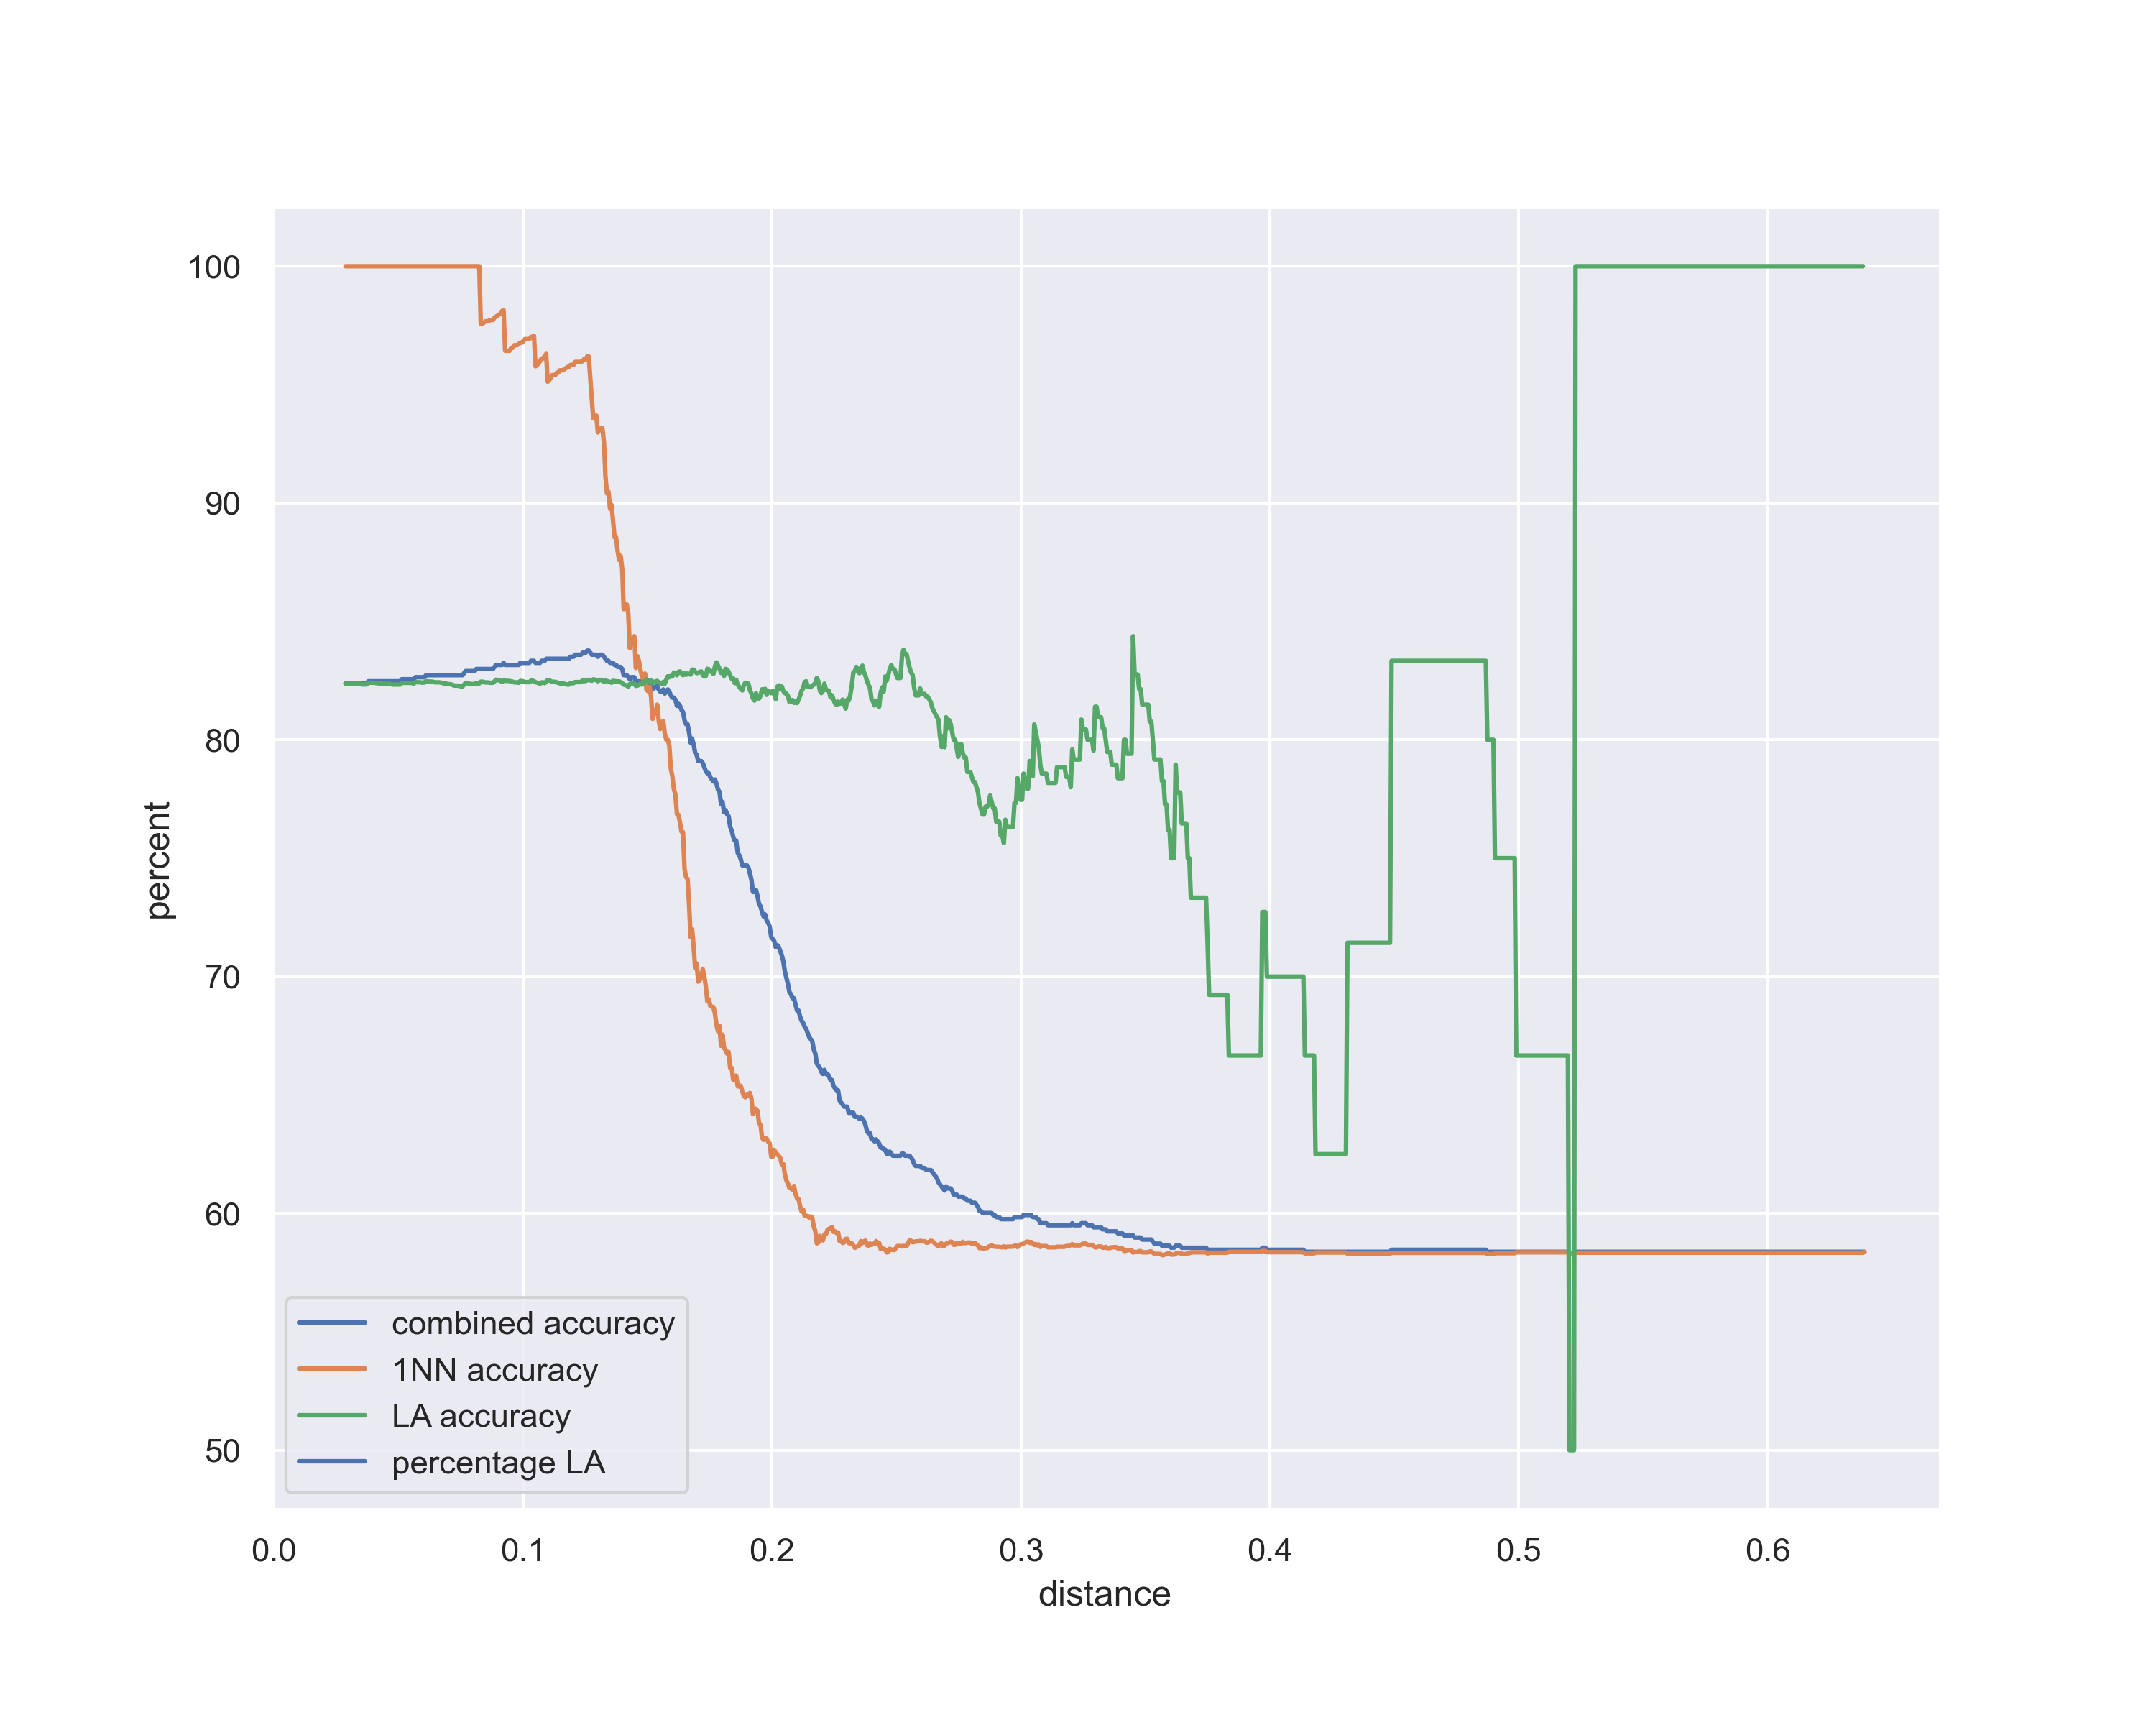 100
90
80
70
60
50
percent
combined accuracy
1NN accuracy
LA accuracy
percentage LA
0.0 0.1 0.2 0.3 0.4 0.5 0.6
distance